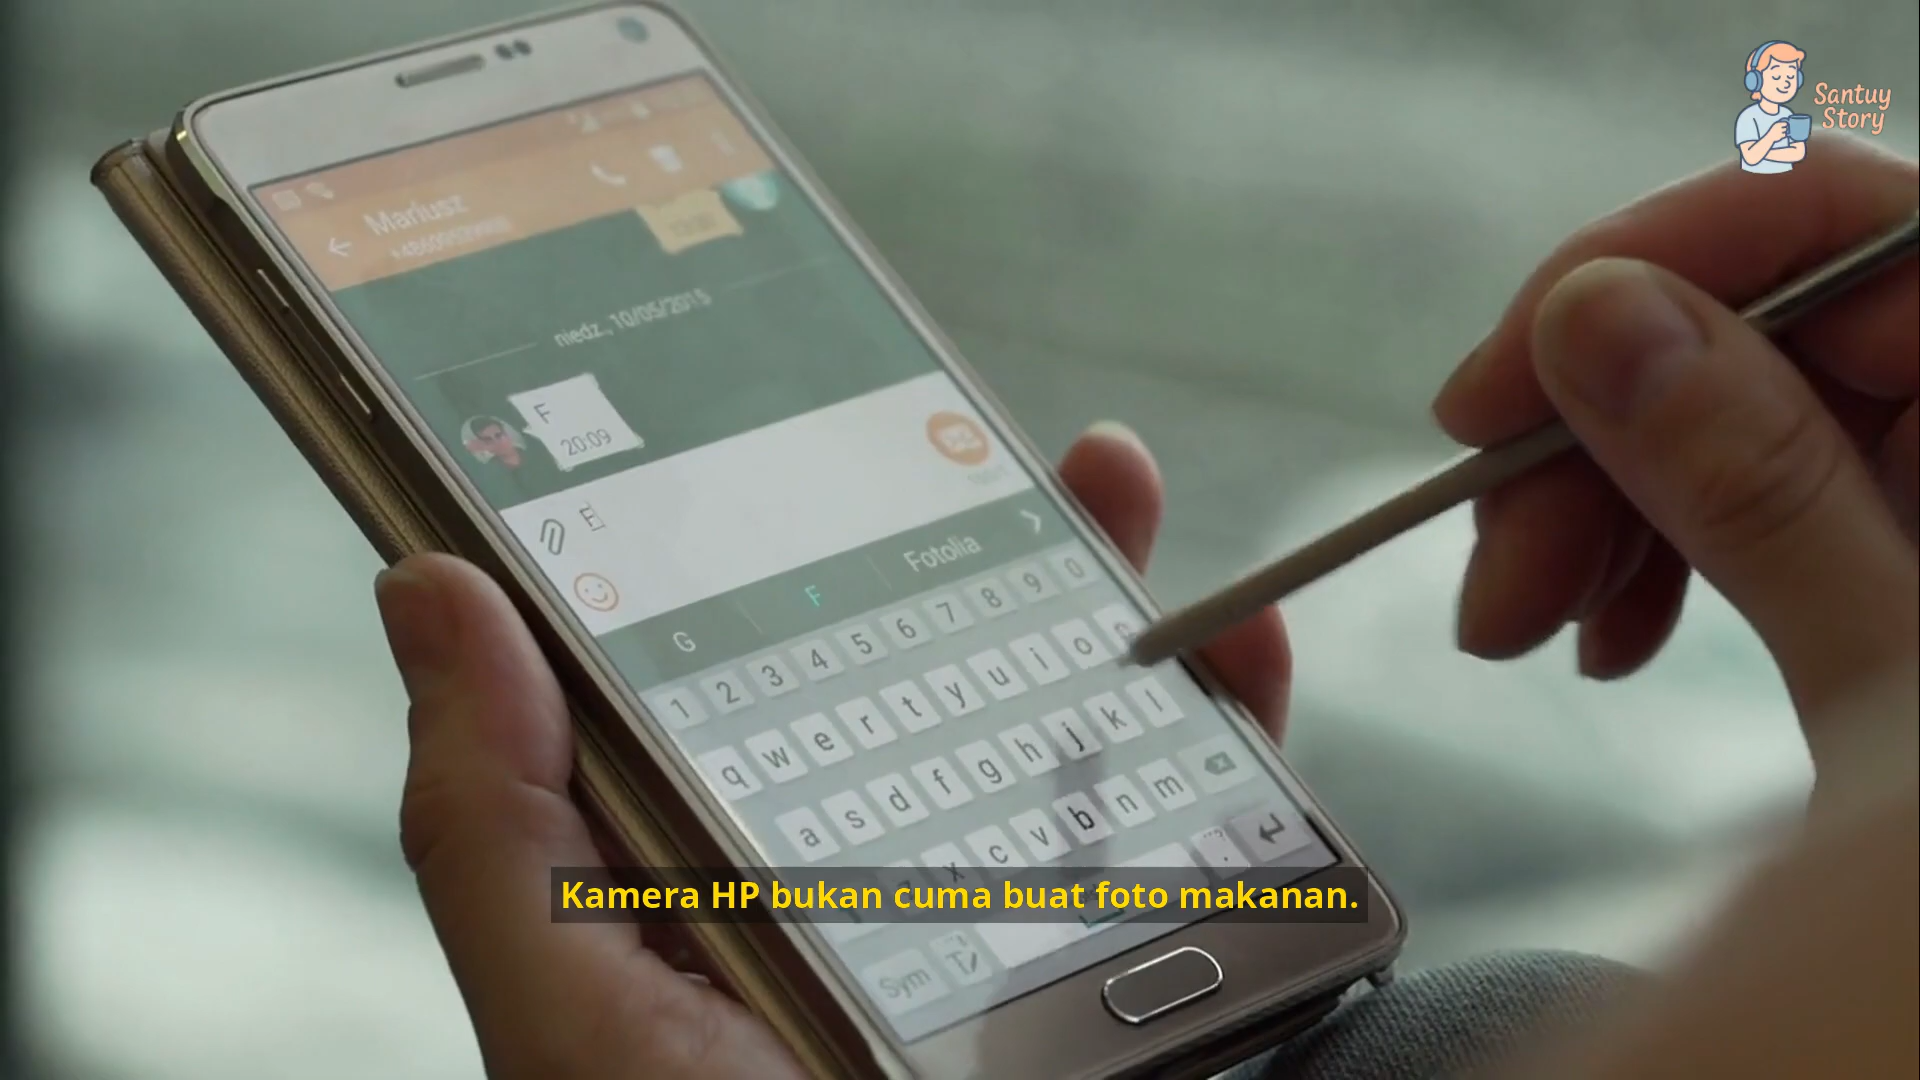 Santuy
Story
Mariusz
niedz., 10/05/2015
F
20:09
F
G
F
Fotolia
1 2 3 4 5 6 7 8 9 0
q w e r t y u i o
a s d f g h j k l
x c v b n m
Kamera HP bukan cuma buat foto makanan.
Sym